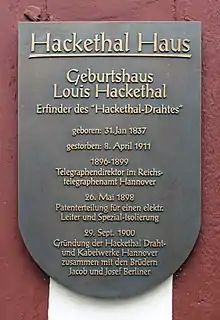 Hackethal Haus
Geburtshaus
Louis Hackethal
Erfinder des "Hackethal-Drahtes"
geboren: 31.Jan 1837
gestorben: 8. April 1911
1896-1899
Telegraphendirektor im Reichs-
telegraphenamt Hannover
26. Mai 1898
Patenterteilung für einen elektr.
Leiter und Spezial-Isolierung
29. Sept. 1900
Gründung der Hackethal Draht-
und Kabelwerke Hannover
zusammen mit den Brüdern
Jacob und Josef Berliner